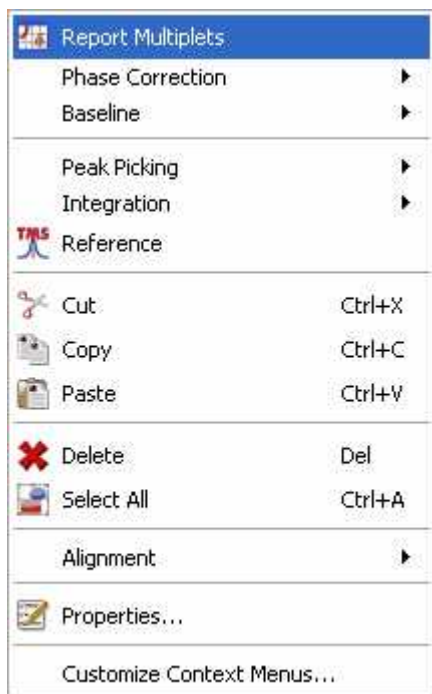 Report Multiplets
Phase Correction
Baseline
Peak Picking
Integration
TMS Reference
Cut Ctrl+X
Copy Ctrl+C
Paste Ctrl+V
Delete Del
Select All Ctrl+A
Alignment
Properties...
Customize Context Menus...